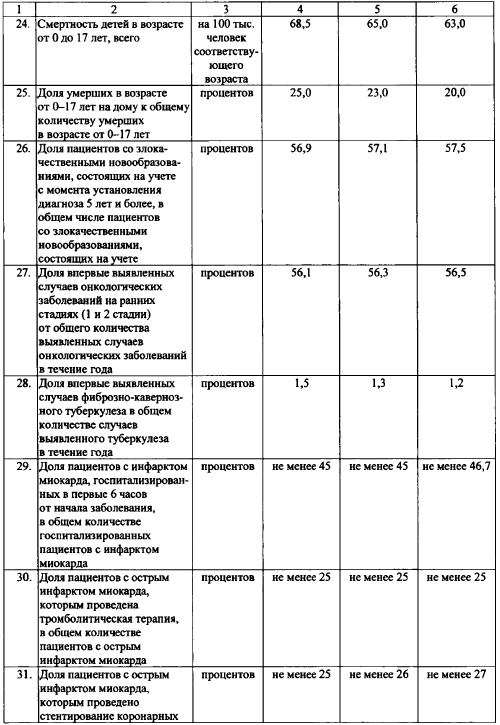 1 2 3 4 5 6
24. Смертность детей в возрасте на 100 тыс. 68,5 65,0 63,0
от 0 до 17 лет, всего человек
соответству-
ющего
возраста
25. Доля умерших в возрасте процентов 25,0 23,0 20,0
от 0–17 лет на дому к общему
количеству умерших
в возрасте от 0–17 лет
26. Доля пациентов со злока- процентов 56,9 57,1 57,5
чественными новообразова-
ниями, состоящих на учете
с момента установления
диагноза 5 лет и более, в
общем числе пациентов
со злокачественными
новообразованиями,
состоящих на учете
27. Доля впервые выявленных процентов 56,1 56,3 56,5
случаев онкологических
заболеваний на ранних
стадиях (1 и 2 стадии)
от общего количества
выявленных случаев
онкологических заболеваний
в течение года
28. Доля впервые выявленных процентов 1,5 1,3 1,2
случаев фиброзно-каверноз-
ного туберкулеза в общем
количестве случаев
выявленного туберкулеза
в течение года
29. Доля пациентов с инфарктом процентов не менее 45 не менее 45 не менее 46,7
миокарда, госпитализирован-
ных в первые 6 часов
от начала заболевания,
в общем количестве
госпитализированных
пациентов с инфарктом
миокарда
30. Доля пациентов с острым процентов не менее 25 не менее 25 не менее 25
инфарктом миокарда,
которым проведена
тромболитическая терапия,
в общем количестве
пациентов с острым
инфарктом миокарда
31. Доля пациентов с острым процентов не менее 25 не менее 26 не менее 27
инфарктом миокарда,
которым проведено
стентирование коронарных